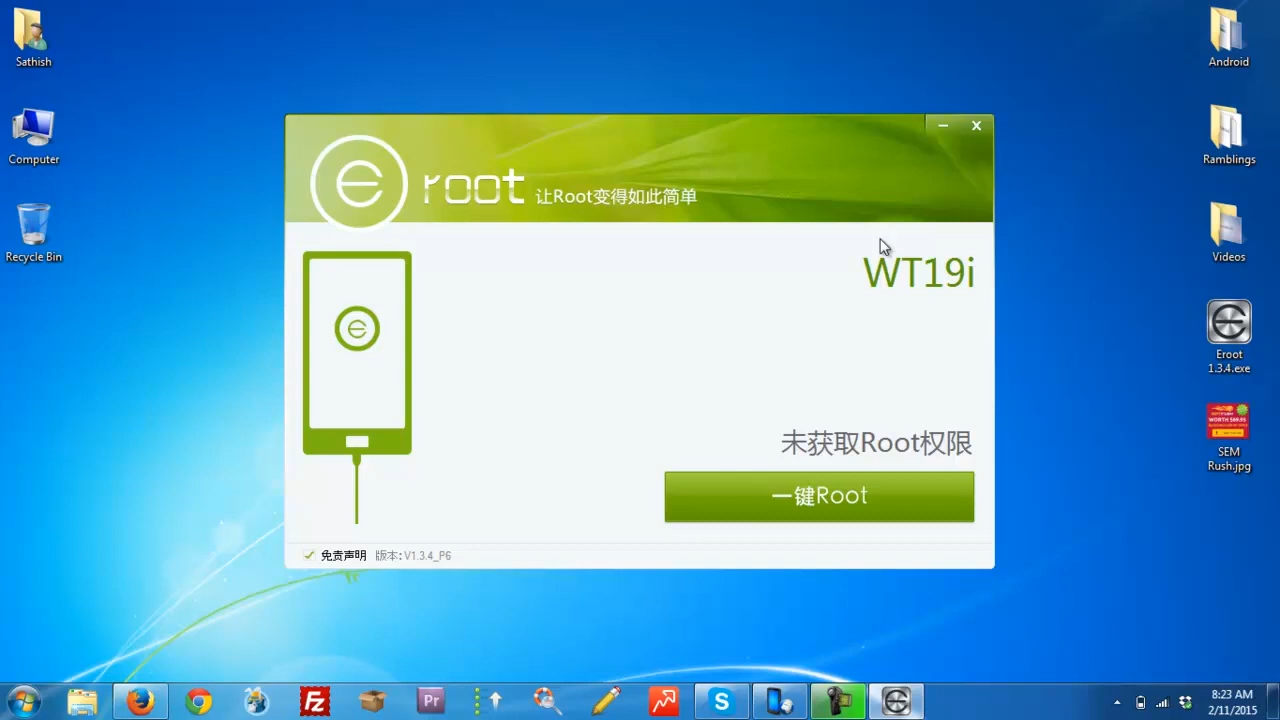 Sathish
Computer
Recycle Bin
root 让Root变得如此简单
WT19i
未获取Root权限
一键Root
免责声明 版本:V1.3.4_P6
Android
Ramblings
Videos
Eroot
1.3.4.exe
SEM
Rush.jpg
Fz
Pr
S
8:23 AM
2/11/2015